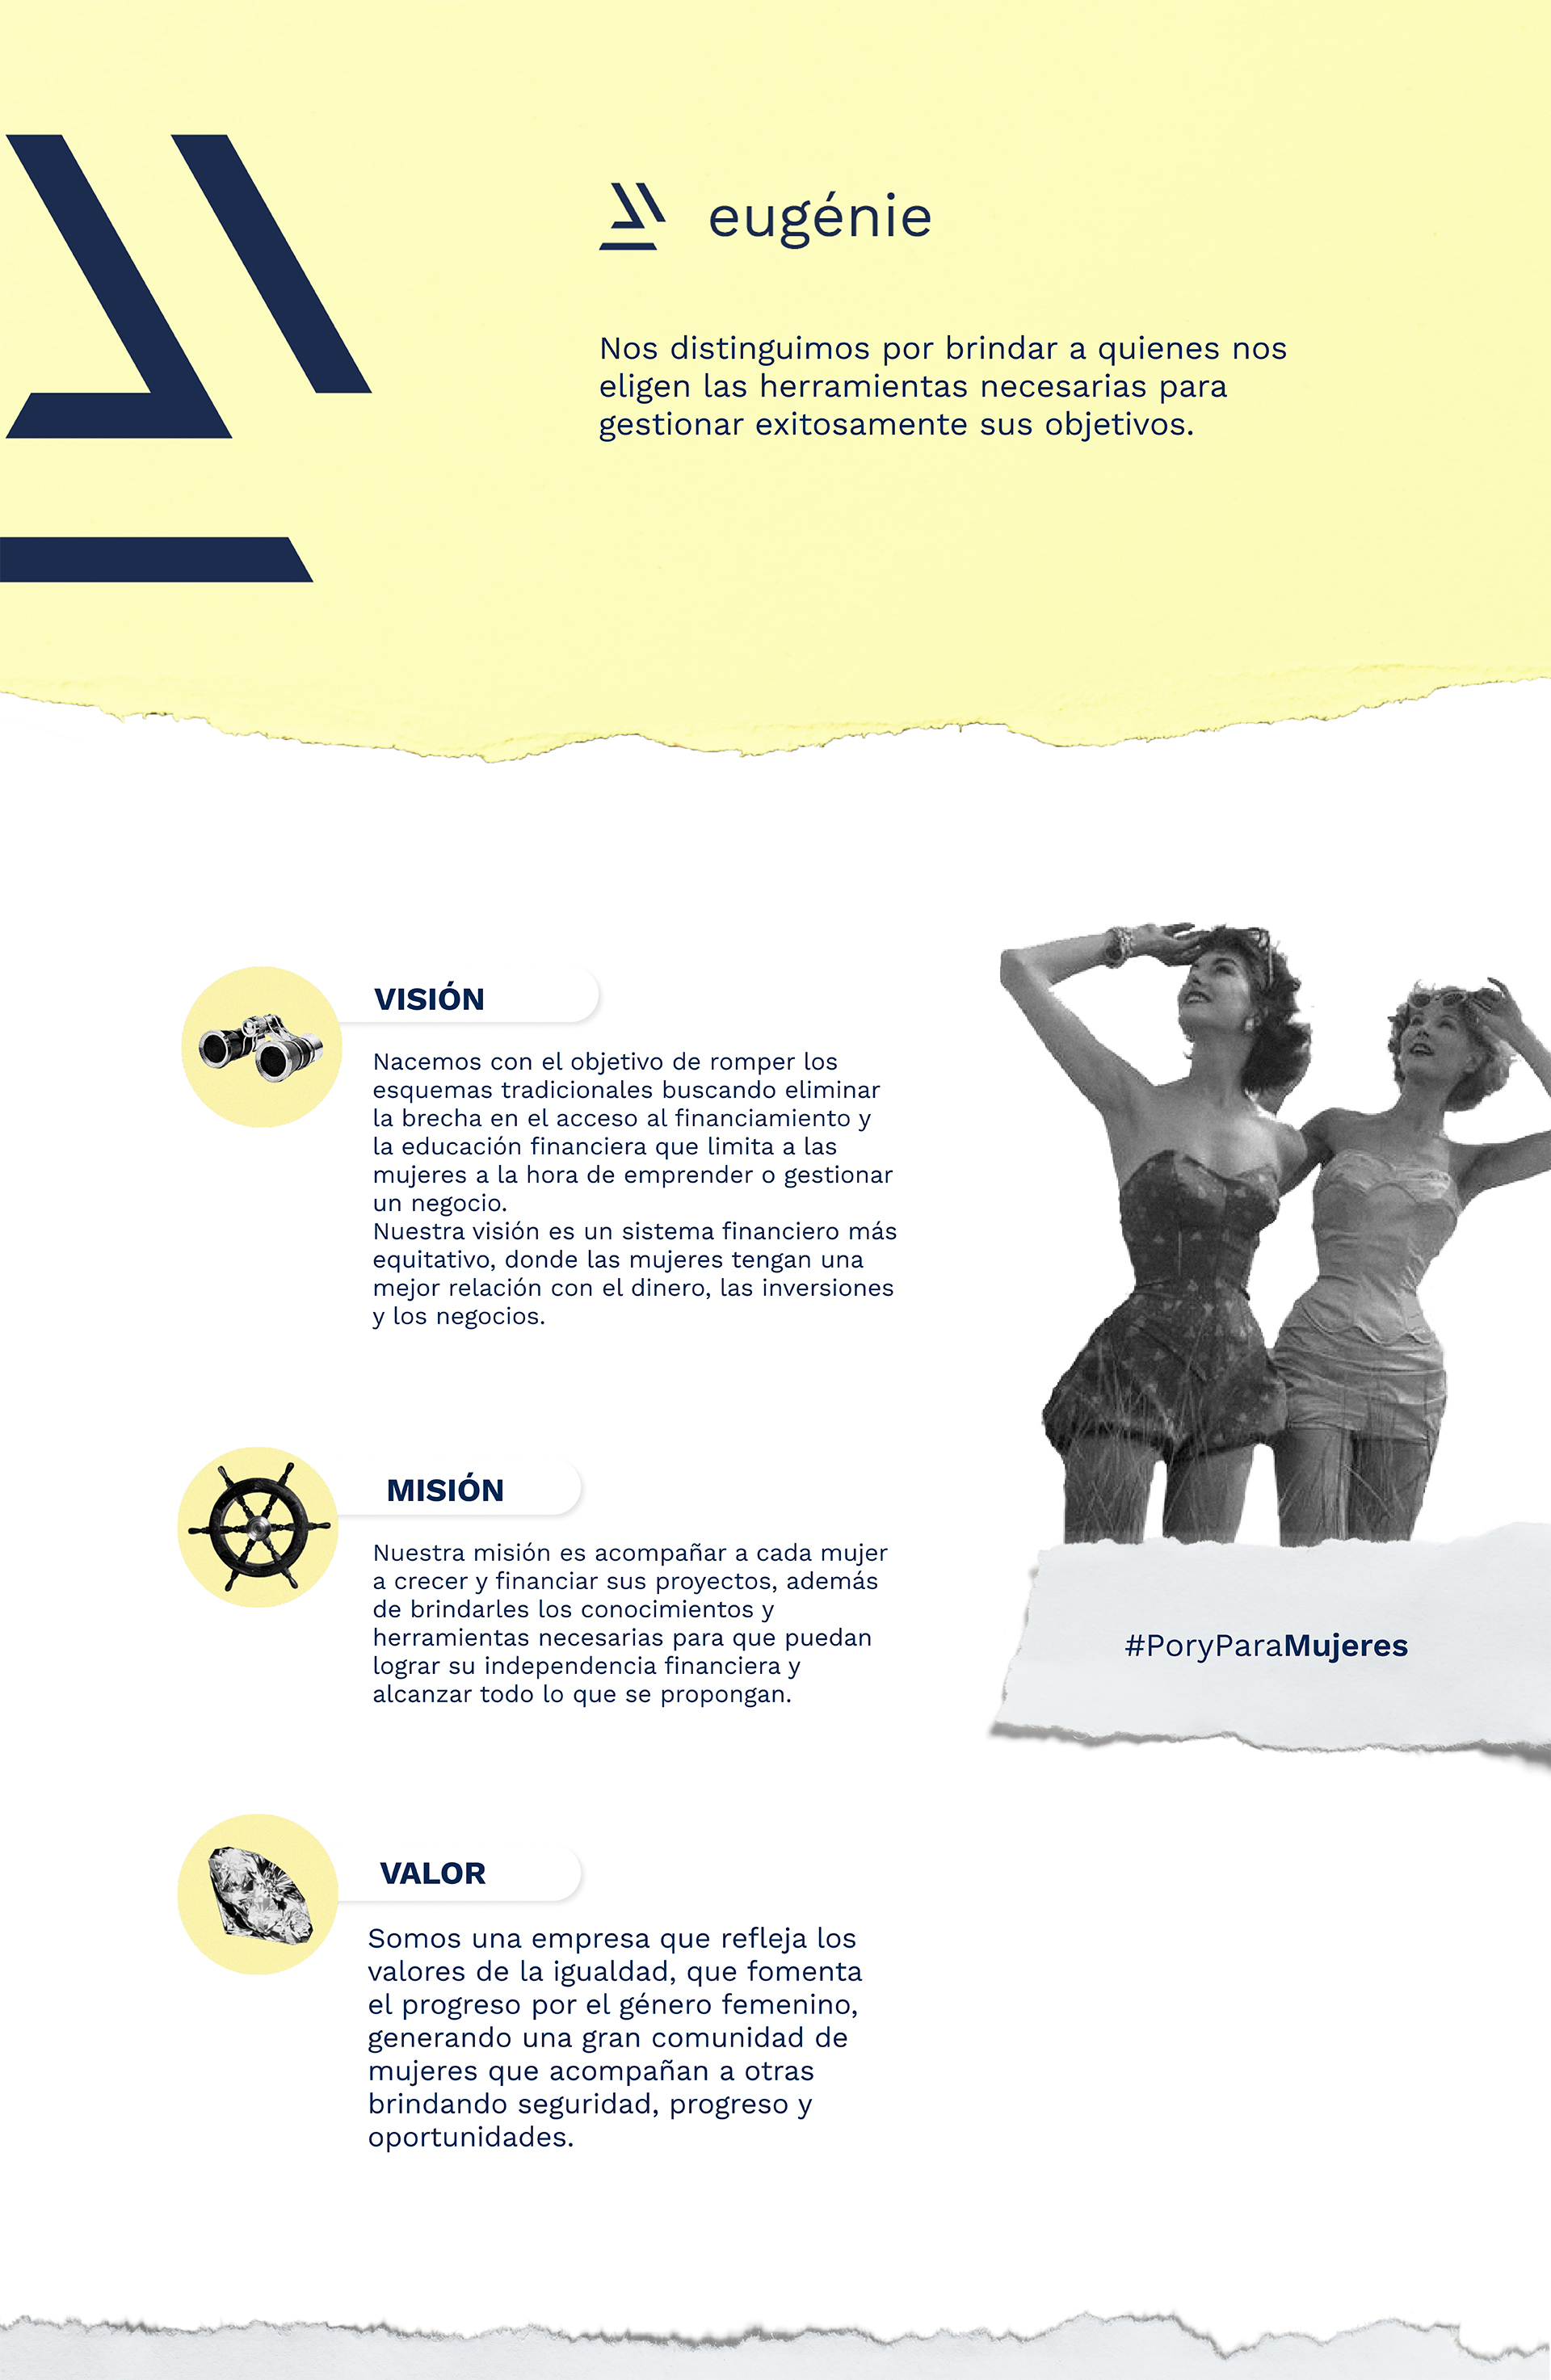 eugénie
Nos distinguimos por brindar a quienes nos
eligen las herramientas necesarias para
gestionar exitosamente sus objetivos.
VISIÓN
Nacemos con el objetivo de romper los
esquemas tradicionales buscando eliminar
la brecha en el acceso al financiamiento y
la educación financiera que limita a las
mujeres a la hora de emprender o gestionar
un negocio.
Nuestra visión es un sistema financiero más
equitativo, donde las mujeres tengan una
mejor relación con el dinero, las inversiones
y los negocios.
MISIÓN
Nuestra misión es acompañar a cada mujer
a crecer y financiar sus proyectos, además
de brindarles los conocimientos y
herramientas necesarias para que puedan
lograr su independencia financiera y
alcanzar todo lo que se propongan.
#PoryParaMujeres
VALOR
Somos una empresa que refleja los
valores de la igualdad, que fomenta
el progreso por el género femenino,
generando una gran comunidad de
mujeres que acompañan a otras
brindando seguridad, progreso y
oportunidades.